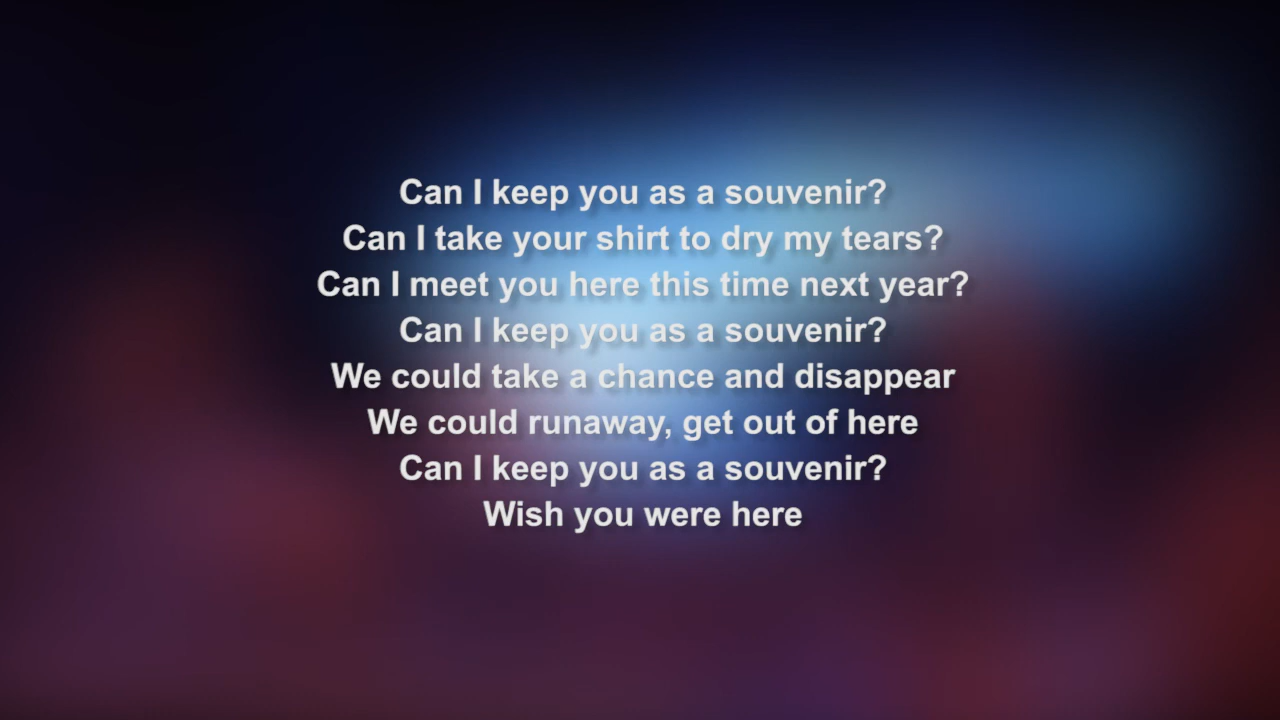 Can I keep you as a souvenir?
Can I take your shirt to dry my tears?
Can I meet you here this time next year?
Can I keep you as a souvenir?
We could take a chance and disappear
We could runaway, get out of here
Can I keep you as a souvenir?
Wish you were here